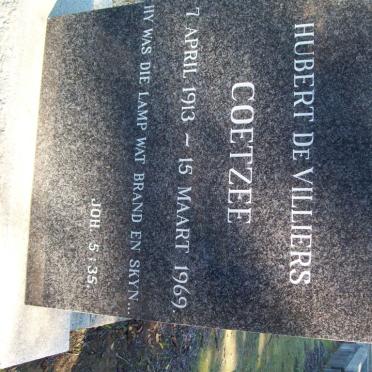 HUBERT DE VILLIERS
COETZEE
7 APRIL 1913 ~ 15 MAART 1969.
HY WAS DIE LAMP WAT BRAND EN SKYN...
JOH. 5:35.